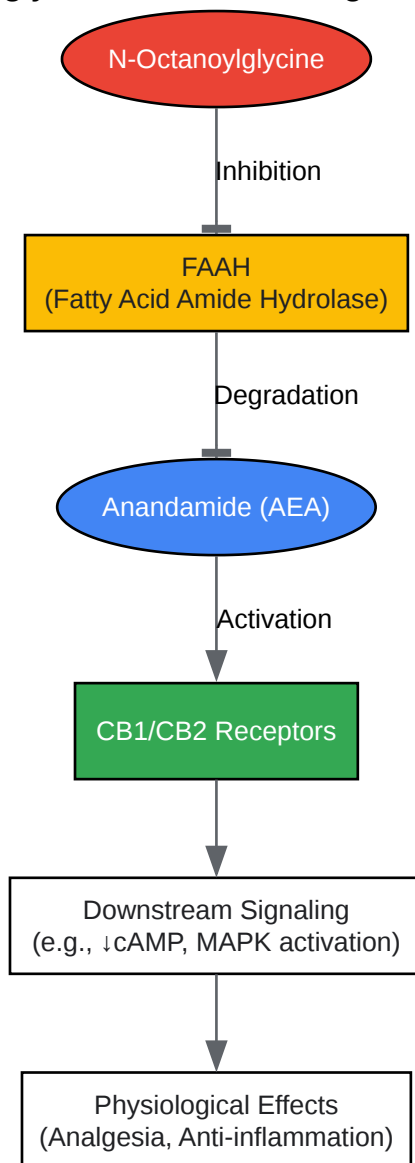 N-Octanoylglycine
Inhibition
FAAH
(Fatty Acid Amide Hydrolase)
Degradation
Anandamide (AEA)
Activation
CB1/CB2 Receptors
Downstream Signaling
(e.g., ↓cAMP, MAPK activation)
Physiological Effects
(Analgesia, Anti-inflammation)